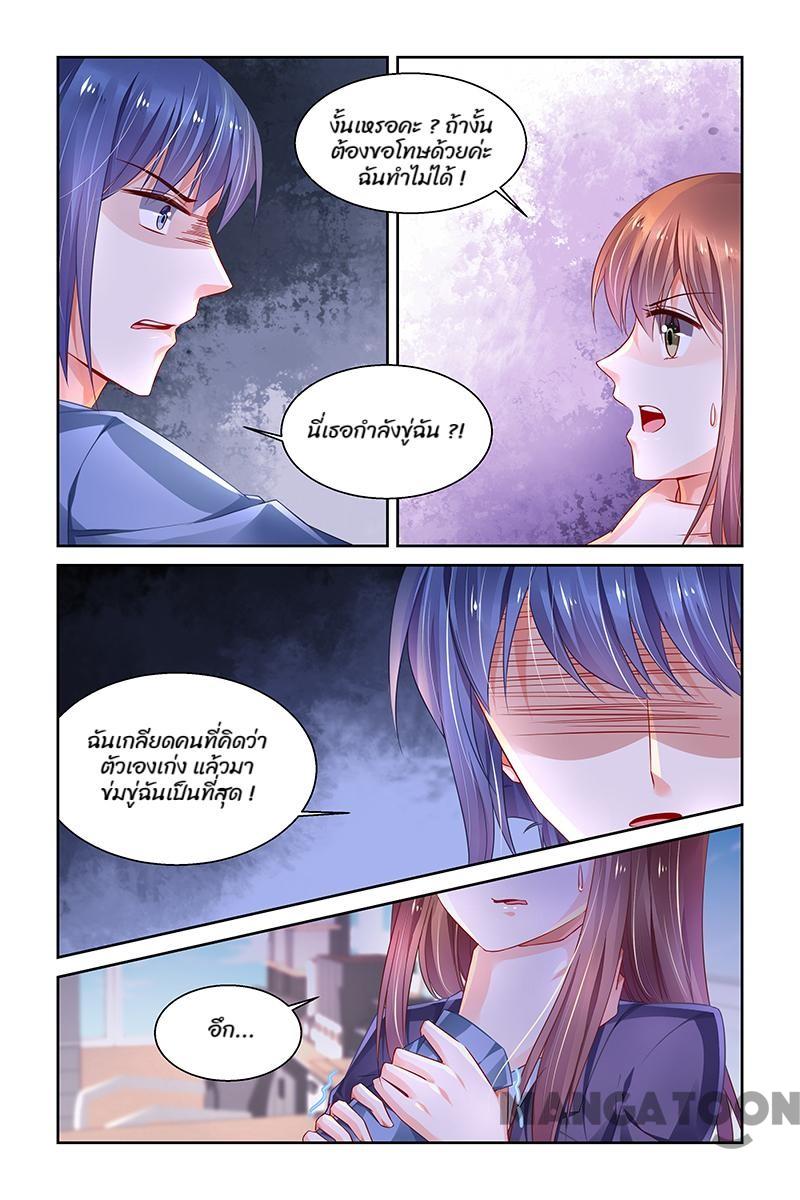 งั้นเหรอคะ ? ถ้างั้น
ต้องขอโทษด้วยค่ะ
ฉันทำไม่ได้ !
นี่เธอกำลังขู่ฉัน ?!
ฉันเกลียดคนที่คิดว่า
ตัวเองเก่ง แล้วมา
ข่มขู่ฉันเป็นที่สุด !
อึก...
MANGATOON